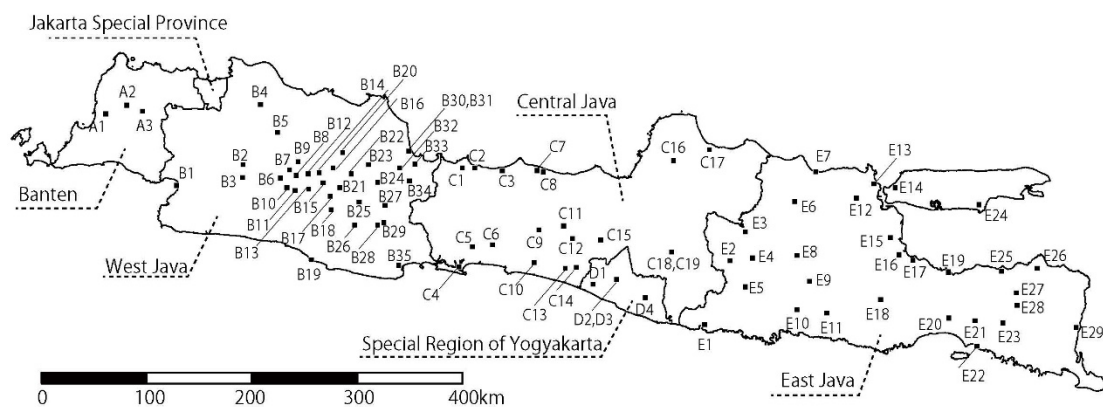 Jakarta Special Province
A1
A2
A3
Banten
B1
B2
B3
B4
B5
B6
B7
B9
B8
B12
B14
B20
B16
B22
B30,B31
B32
B33
B23
B24
B34
B10
B11
B13
B15
B17
B18
B21
B25
B27
B26
B28
B29
B19
B35
West Java
Central Java
C1
C2
C3
C7
C8
C16
C17
C5
C6
C9
C11
C12
C15
C4
C10
C13
C14
C18,C19
D1
D2,D3
D4
Special Region of Yogyakarta
E7
E13
E14
E6
E12
E24
E3
E2
E4
E5
E8
E9
E15
E16
E17
E19
E25
E26
E27
E28
E10
E11
E18
E20
E21
E23
E29
E1
E22
East Java
0 100 200 300 400km